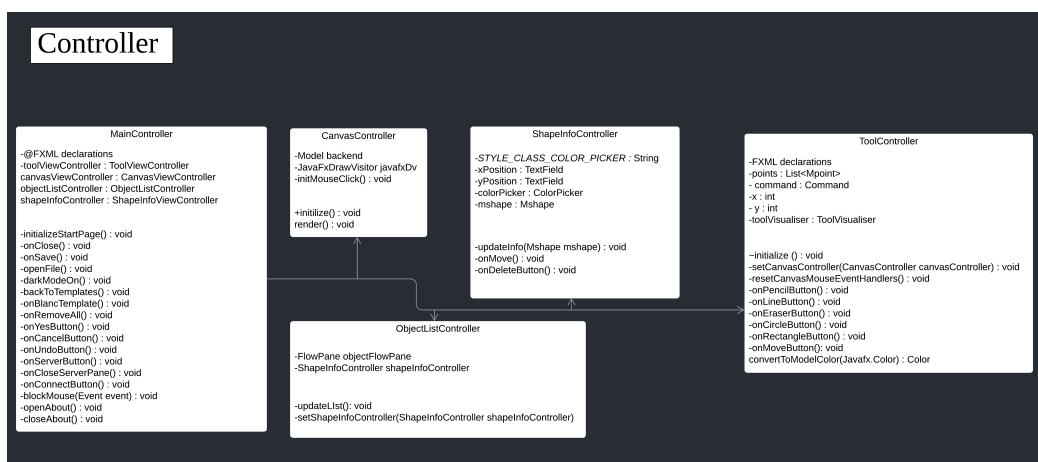 Controller
MainController
-@FXML declarations
-toolViewController : ToolViewController
canvasViewController : CanvasViewController
objectListController : ObjectListController
shapeInfoController : ShapeInfoViewController
-initializeStartPage() : void
-onClose() : void
-onSave() : void
-openFile() : void
-darkModeOn() : void
-backToTemplates() : void
-onBlancTemplate() : void
-onRemoveAll() : void
-onYesButton() : void
-onCancelButton() : void
-onUndoButton() : void
-onServerButton() : void
-onCloseServerPane() : void
-onConnectButton() : void
-blockMouse(Event event) : void
-openAbout() : void
-closeAbout() : void
CanvasController
-Model backend
-JavaFxDrawVisitor javafxDv
-initMouseClick() : void
+initilize() : void
render() : void
ShapeInfoController
-STYLE_CLASS_COLOR_PICKER : String
-xPosition : TextField
-yPosition : TextField
-colorPicker : ColorPicker
-mshape : Mshape
-updateInfo(Mshape mshape) : void
-onMove() : void
-onDeleteButton() : void
ObjectListController
-FlowPane objectFlowPane
-ShapeInfoController shapeInfoController
-updateLIst(): void
-setShapeInfoController(ShapeInfoController shapeInfoController)
ToolController
-FXML declarations
-points : List<Mpoint>
- command : Command
-x : int
- y : int
-toolVisualiser : ToolVisualiser
~initialize () : void
-setCanvasController(CanvasController canvasController) : void
-resetCanvasMouseEventHandlers() : void
-onPencilButton() : void
-onLineButton() : void
-onEraserButton() : void
-onCircleButton() : void
-onRectangleButton() : void
-onMoveButton(): void
convertToModelColor(Javafx.Color) : Color